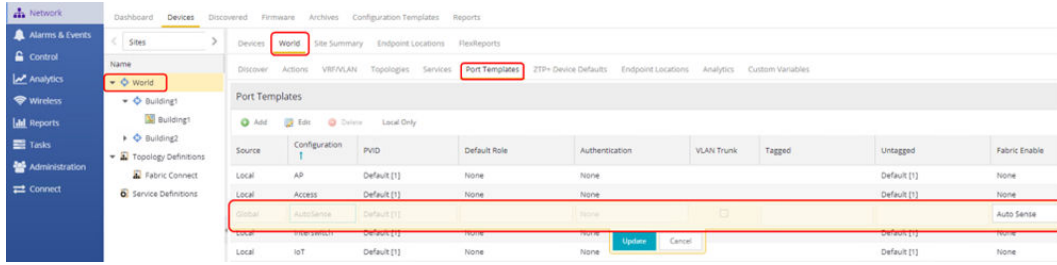 Network
Dashboard Devices Discovered Firmware Archives Configuration Templates Reports
Alarms & Events
Sites
Devices World Site Summary Endpoint Locations FlexReports
Control
Name
Discover Actions VRF/VLAN Topologies Services Port Templates ZTP+ Device Defaults Endpoint Locations Analytics Custom Variables
Analytics
World
Wireless
Building1
Port Templates
Reports
Building1
Add Edit Delete Local Only
Tasks
Building2
Source Configuration PVID Default Role Authentication VLAN Trunk Tagged Untagged Fabric Enable
Administration
Topology Definitions
Fabric Connect
Local AP Default [1] None None Default [1] None
Connect
Service Definitions
Local Access Default [1] None None Default [1] None
Global AutoSense Default [1] None Auto Sense
Local Interswitch Default [1] None None Default [1] None
Update Cancel
Local IoT Default [1] None None Default [1] None